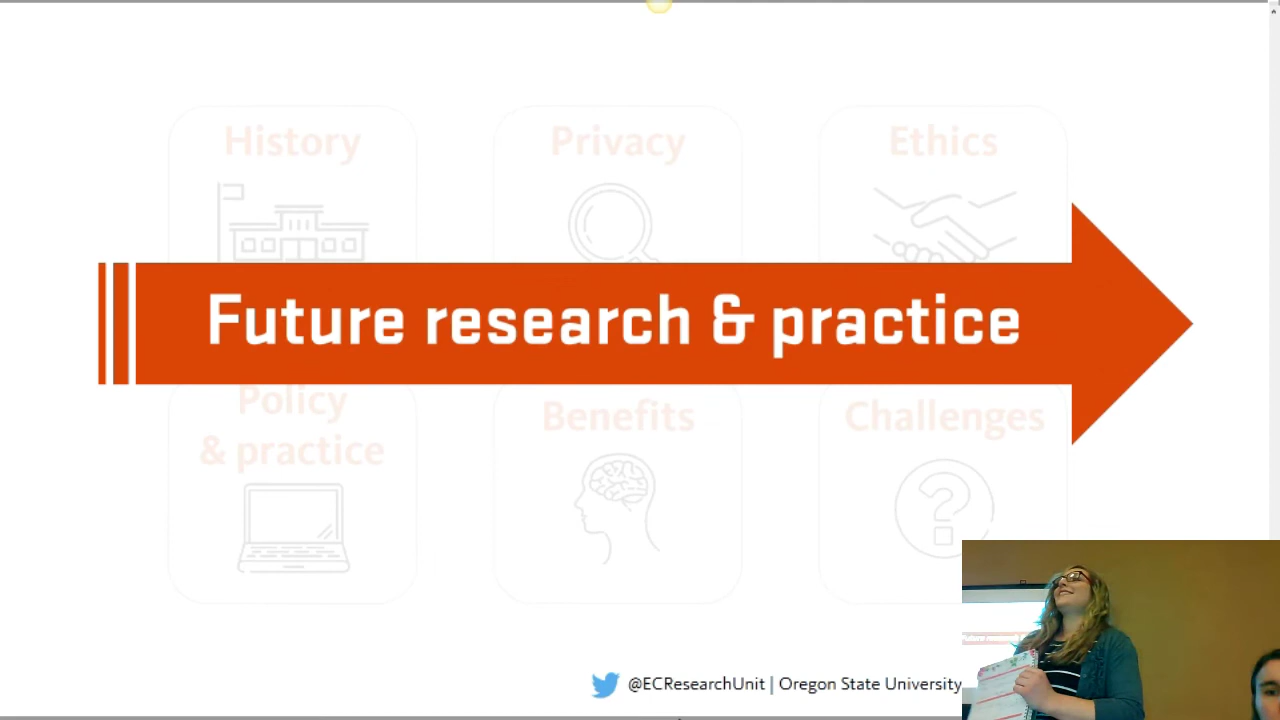 History
Privacy
Ethics
Future research & practice
Policy
& practice
Benefits
Challenges
@ECResearchUnit | Oregon State University